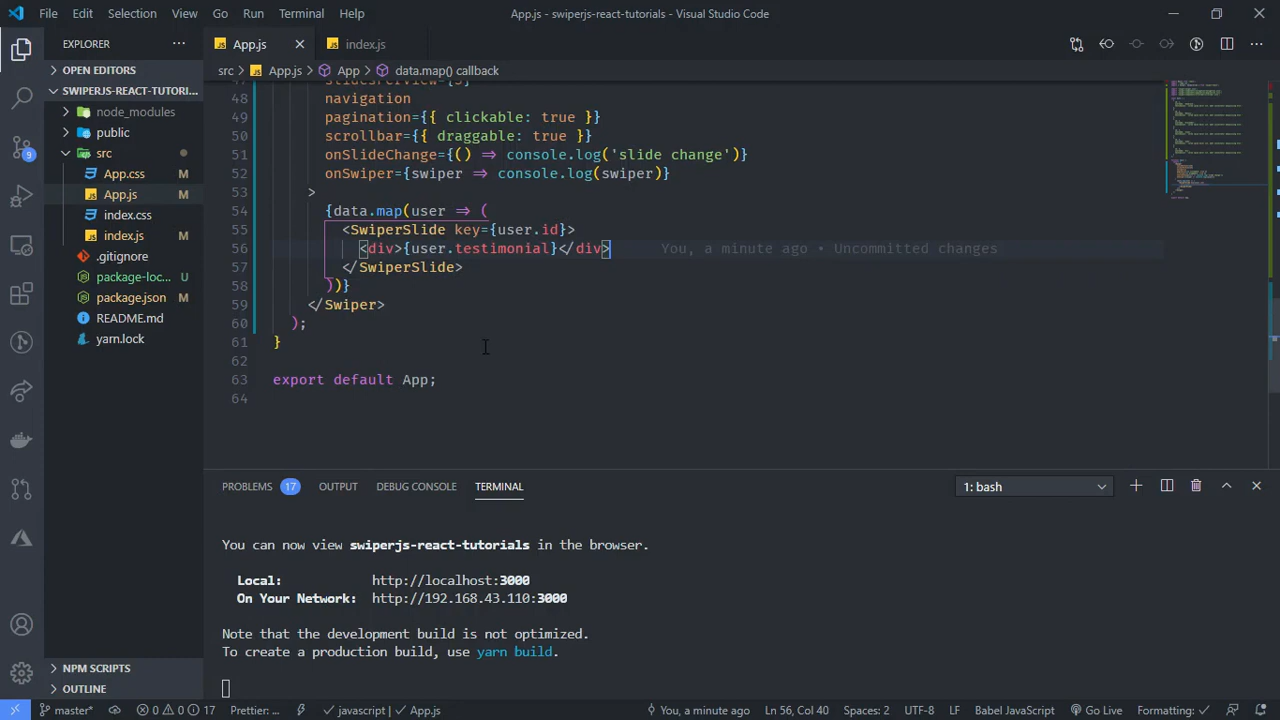 File Edit Selection View Go Run Terminal Help App.js - swiperjs-react-tutorials - Visual Studio Code
EXPLORER
OPEN EDITORS
SWIPERJS-REACT-TUTORI...
node_modules
public
src
App.css M
App.js M
index.css
index.js M
.gitignore
package-loc... M
package.json M
README.md
yarn.lock
NPM SCRIPTS
OUTLINE
9
App.js
index.js
src > App.js > App > data.map() callback
48 navigation
49 pagination={{ clickable: true }}
50 scrollbar={{ draggable: true }}
51 onSlideChange={() => console.log('slide change')}
52 onSwiper={swiper => console.log(swiper)}
53 >
54 {data.map(user => (
55 <SwiperSlide key={user.id}>
56 <div>{user.testimonial}</div> You, a minute ago • Uncommitted changes
57 </SwiperSlide>
58 ))}
59 </Swiper>
60 );
61 }
62
63 export default App;
64
PROBLEMS 17 OUTPUT DEBUG CONSOLE TERMINAL 1: bash
You can now view swiperjs-react-tutorials in the browser.
Local: http://localhost:3000
On Your Network: http://192.168.43.110:3000
Note that the development build is not optimized.
To create a production build, use yarn build.
master* 0 0 17 Prettier: ... javascript | App.js You, a minute ago Ln 56, Col 40 Spaces: 2 UTF-8 LF Babel JavaScript Go Live Formatting: